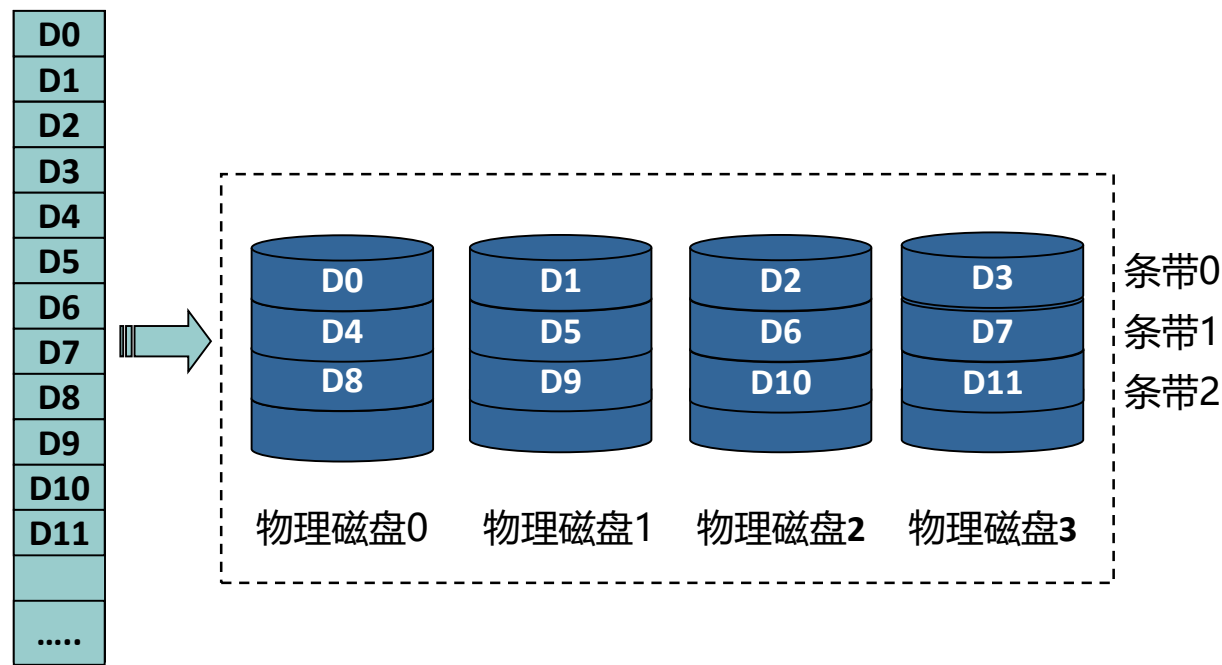 D0
D1
D2
D3
D4
D5
D6
D7
D8
D9
D10
D11
.....
D0 D1 D2 D3 条带0
D4 D5 D6 D7 条带1
D8 D9 D10 D11 条带2
物理磁盘0 物理磁盘1 物理磁盘2 物理磁盘3